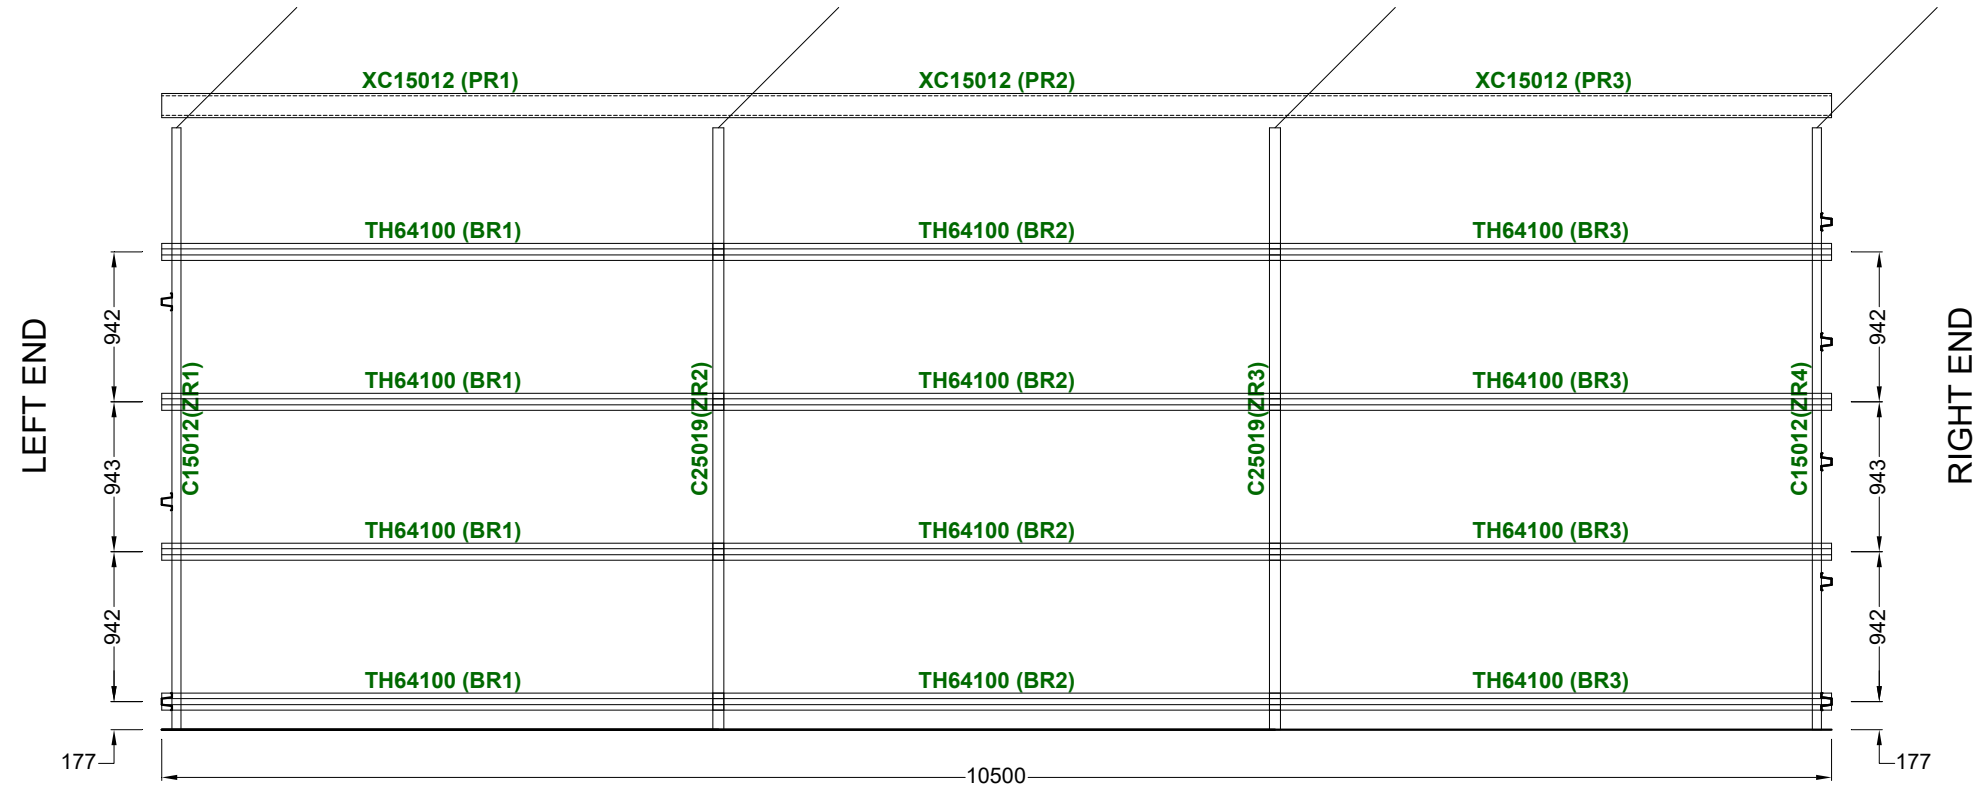 XC15012 (PR1) XC15012 (PR2) XC15012 (PR3)
TH64100 (BR1) TH64100 (BR2) TH64100 (BR3)
942 942
LEFT END
RIGHT END
TH64100 (BR1) TH64100 (BR2) TH64100 (BR3)
C15012(ZR1) C25019(ZR2) C25019(ZR3) C15012(ZR4)
943 943
TH64100 (BR1) TH64100 (BR2) TH64100 (BR3)
942 942
TH64100 (BR1) TH64100 (BR2) TH64100 (BR3)
177 177
10500